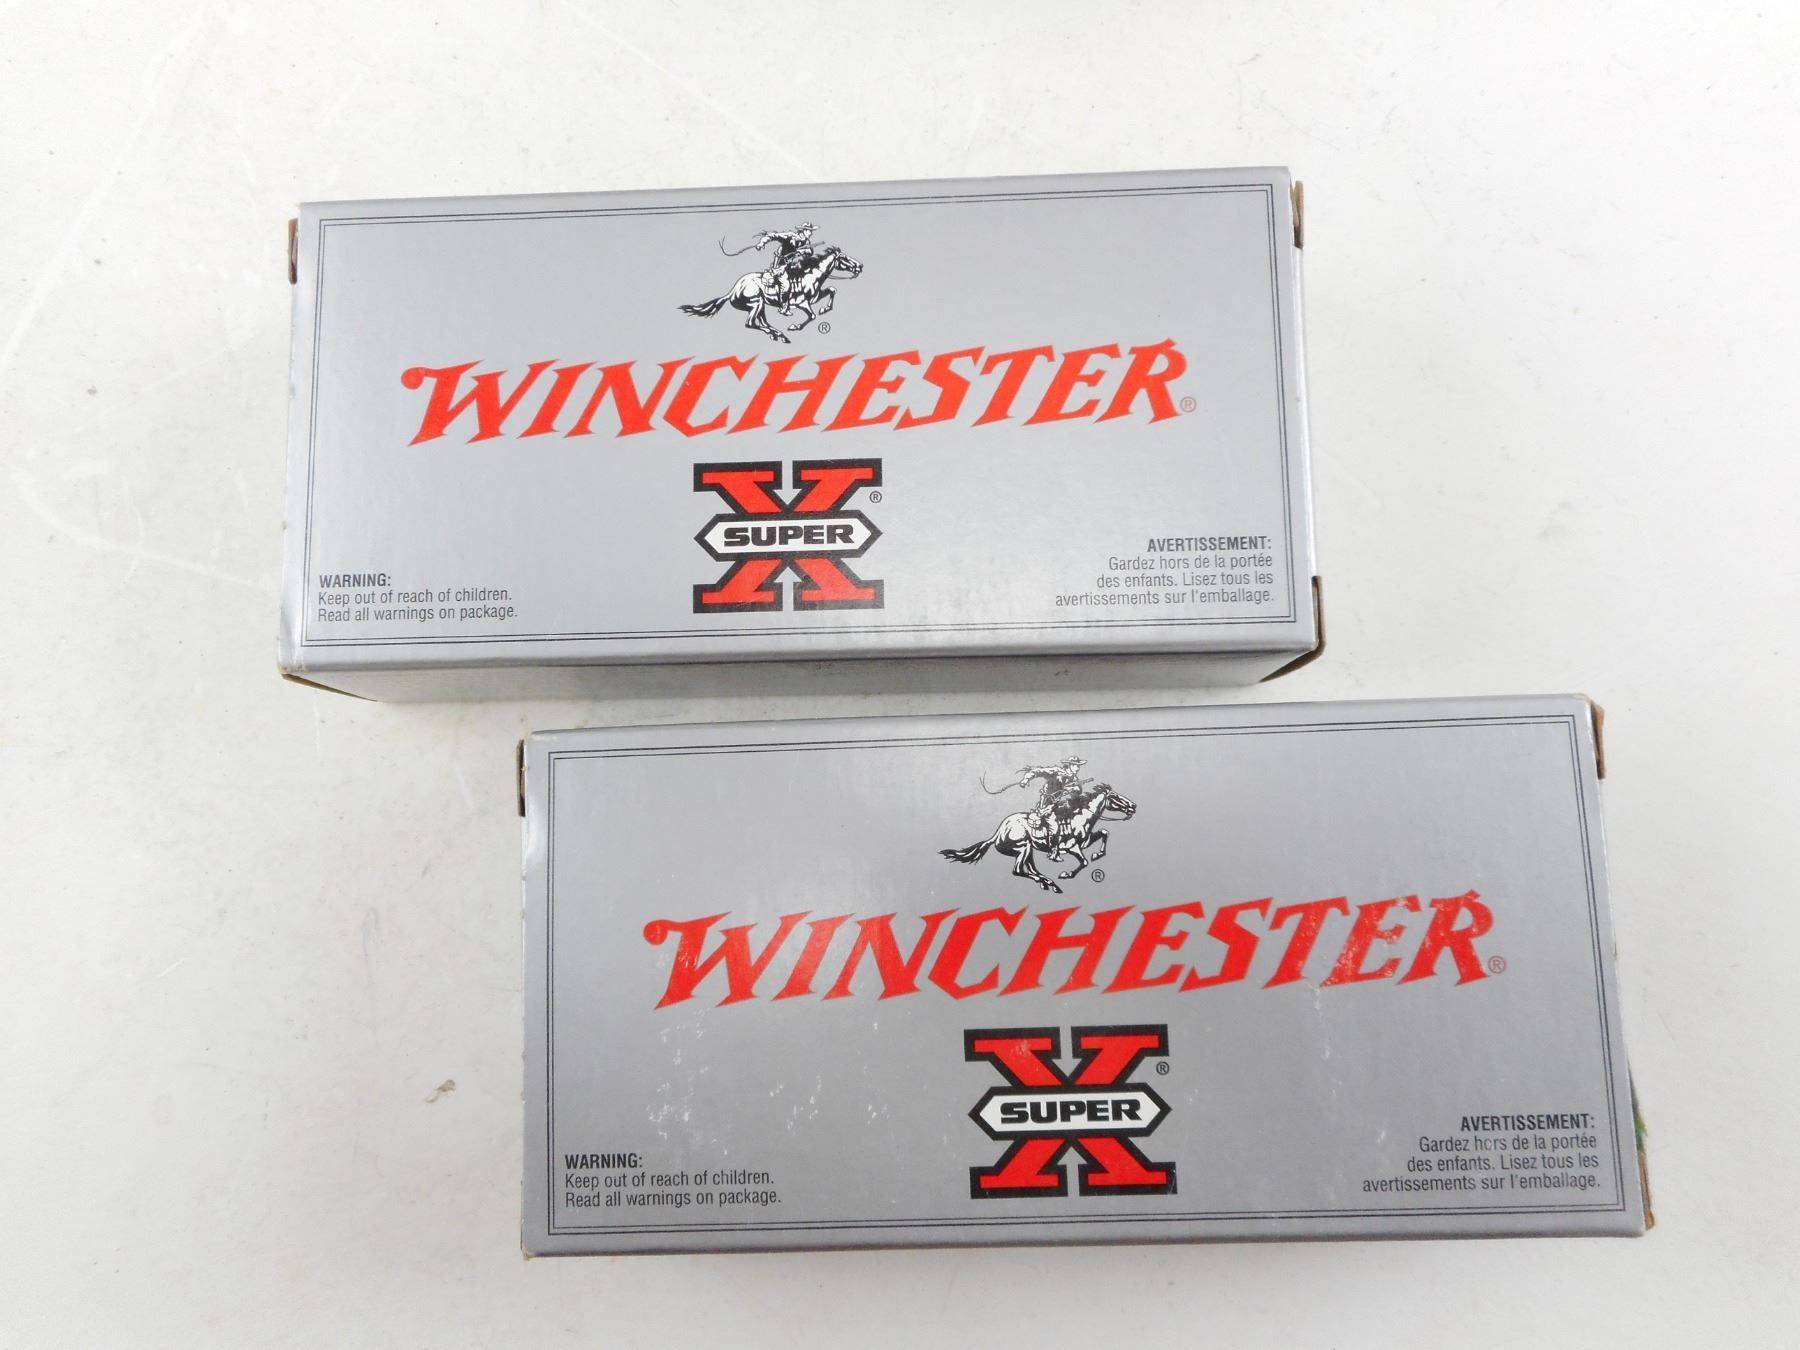 ®
WINCHESTER®
X®
SUPER
WARNING:
Keep out of reach of children.
Read all warnings on package.
AVERTISSEMENT:
Gardez hors de la portée
des enfants. Lisez tous les
avertissements sur l'emballage.
®
WINCHESTER®
X®
SUPER
WARNING:
Keep out of reach of children.
Read all warnings on package.
AVERTISSEMENT:
Gardez hors de la portée
des enfants. Lisez tous les
avertissements sur l'emballage.